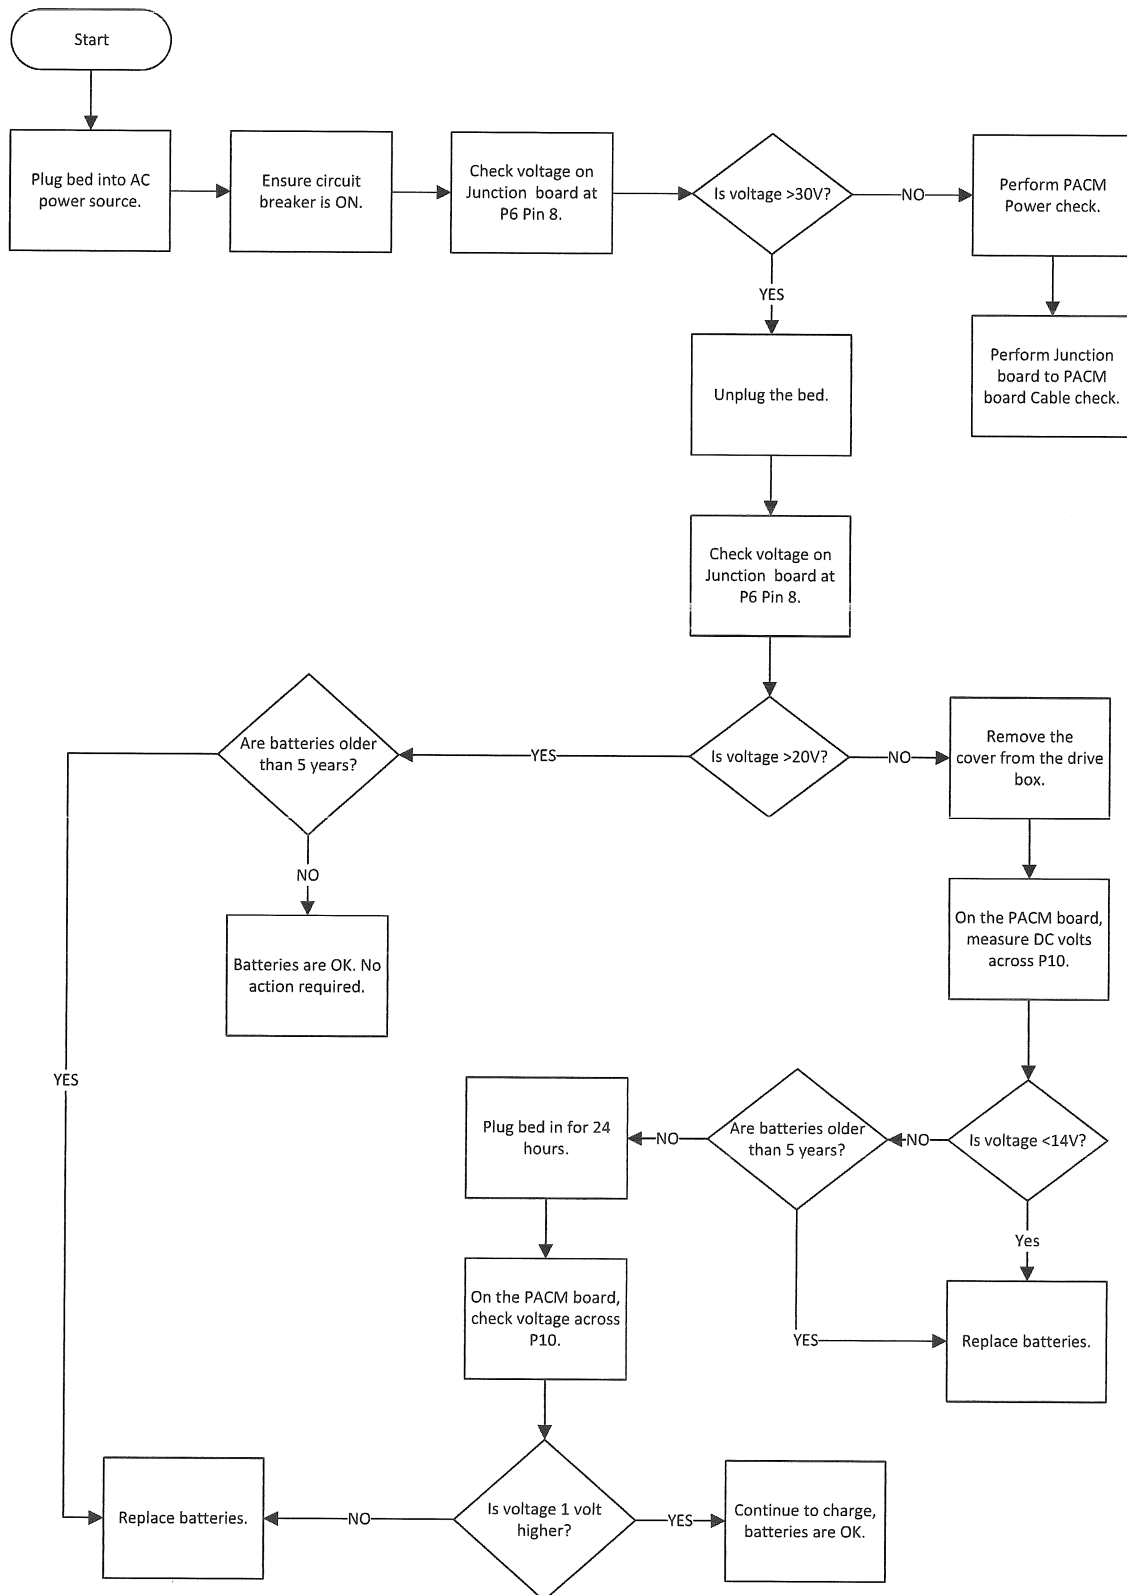 Start
Plug bed into AC
power source.
Ensure circuit
breaker is ON.
Check voltage on
Junction board at
P6 Pin 8.
Is voltage >30V?
NO
Perform PACM
Power check.
YES
Perform Junction
board to PACM
board Cable check.
Unplug the bed.
Check voltage on
Junction board at
P6 Pin 8.
Is voltage >20V?
YES
Are batteries older
than 5 years?
NO
Remove the
cover from the drive
box.
NO
Batteries are OK. No
action required.
On the PACM board,
measure DC volts
across P10.
YES
Is voltage <14V?
NO
Are batteries older
than 5 years?
NO
Plug bed in for 24
hours.
Yes
On the PACM board,
check voltage across
P10.
YES
Replace batteries.
Is voltage 1 volt
higher?
NO
Replace batteries.
YES
Continue to charge,
batteries are OK.